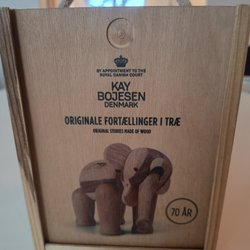 BY APPOINTMENT TO THE
ROYAL DANISH COURT
KAY
BOJESEN
DENMARK
ORIGINALE FORTÆLLINGER I TRÆ
ORIGINAL STORIES MADE OF WOOD
70 ÅR